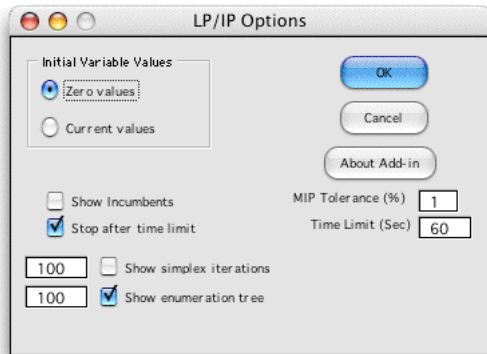 LP/IP Options
Initial Variable Values
Zero values
Current values
OK
Cancel
About Add-in
Show Incumbents
Stop after time limit
MIP Tolerance (%) 1
Time Limit (Sec) 60
100 Show simplex iterations
100 Show enumeration tree